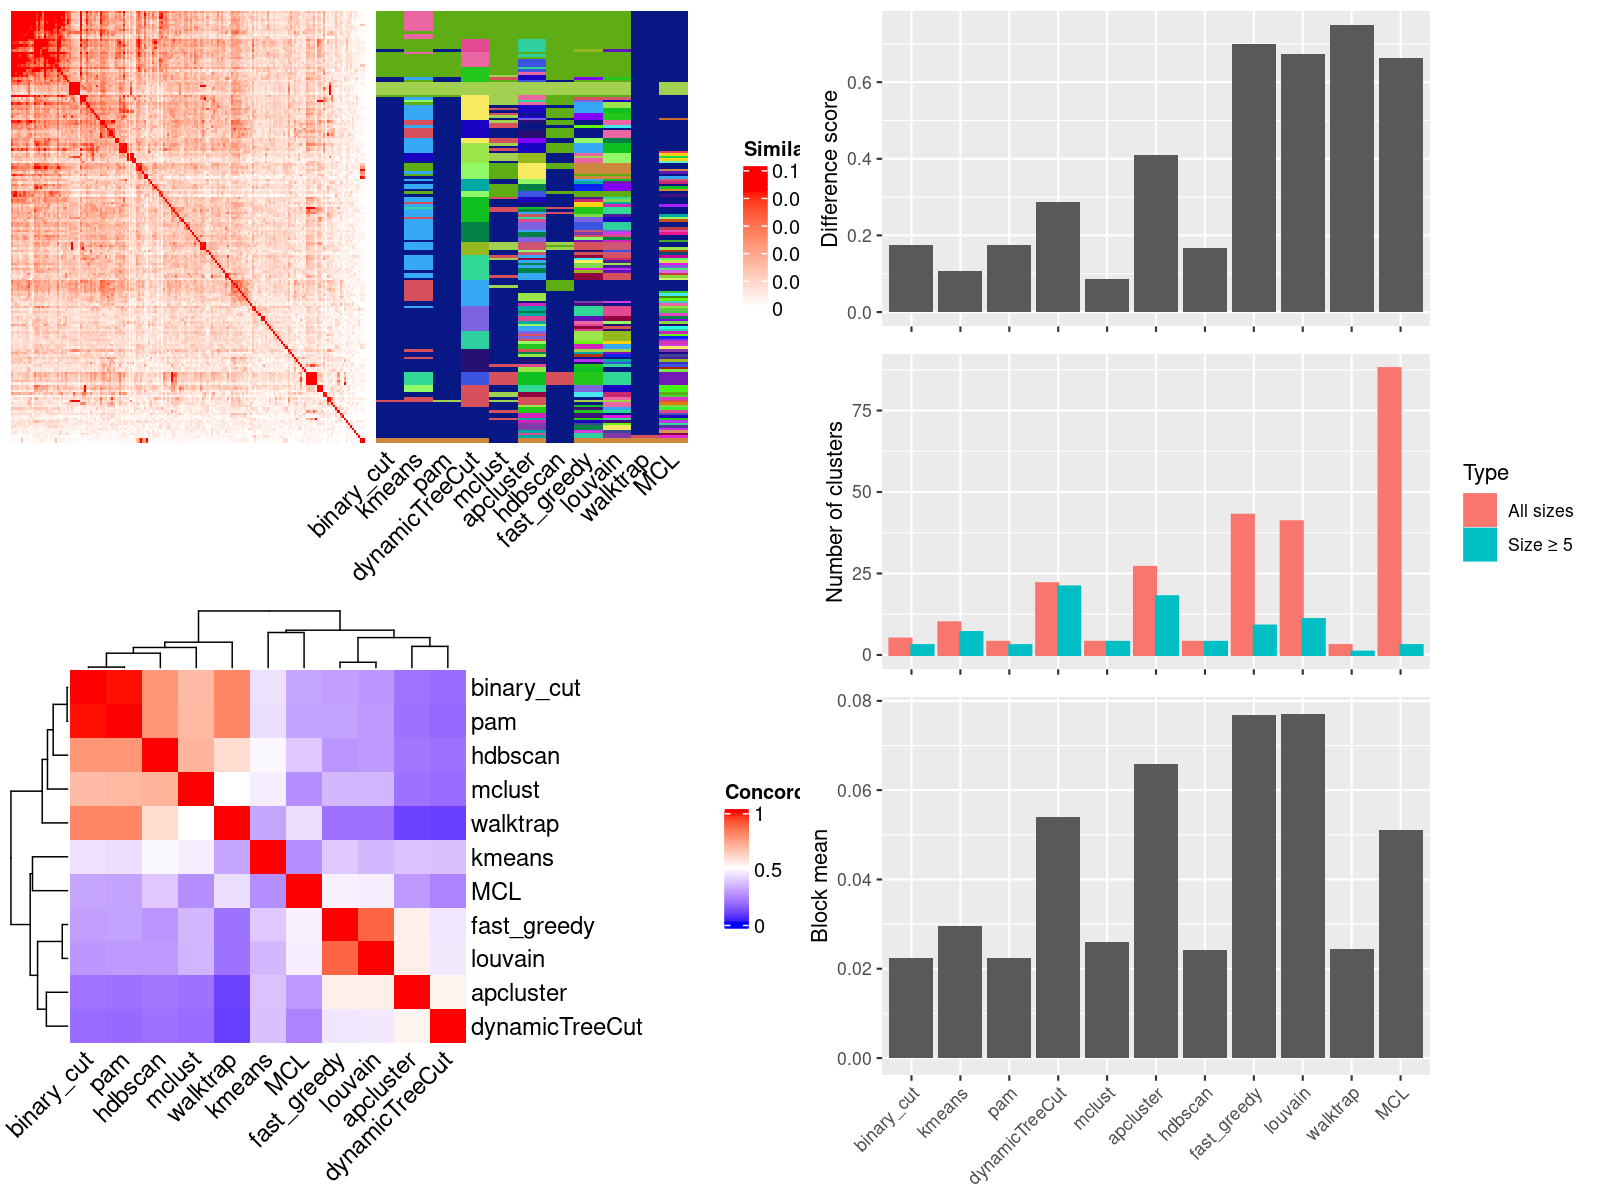 Simila
0.1
0.0
0.0
0.0
0.0
0
binary_cut
kmeans
pam
dynamicTreeCut
mclust
apcluster
hdbscan
fast_greedy
louvain
walktrap
MCL
binary_cut
pam
hdbscan
mclust
walktrap
kmeans
MCL
fast_greedy
louvain
apcluster
dynamicTreeCut
Concord
1
0.5
0
binary_cut
pam
hdbscan
mclust
walktrap
kmeans
MCL
fast_greedy
louvain
apcluster
dynamicTreeCut
Difference score
0.6
0.4
0.2
0.0
Number of clusters
75
50
25
0
Type
All sizes
Size ≥ 5
Block mean
0.08
0.06
0.04
0.02
0.00
binary_cut
kmeans
pam
dynamicTreeCut
mclust
apcluster
hdbscan
fast_greedy
louvain
walktrap
MCL